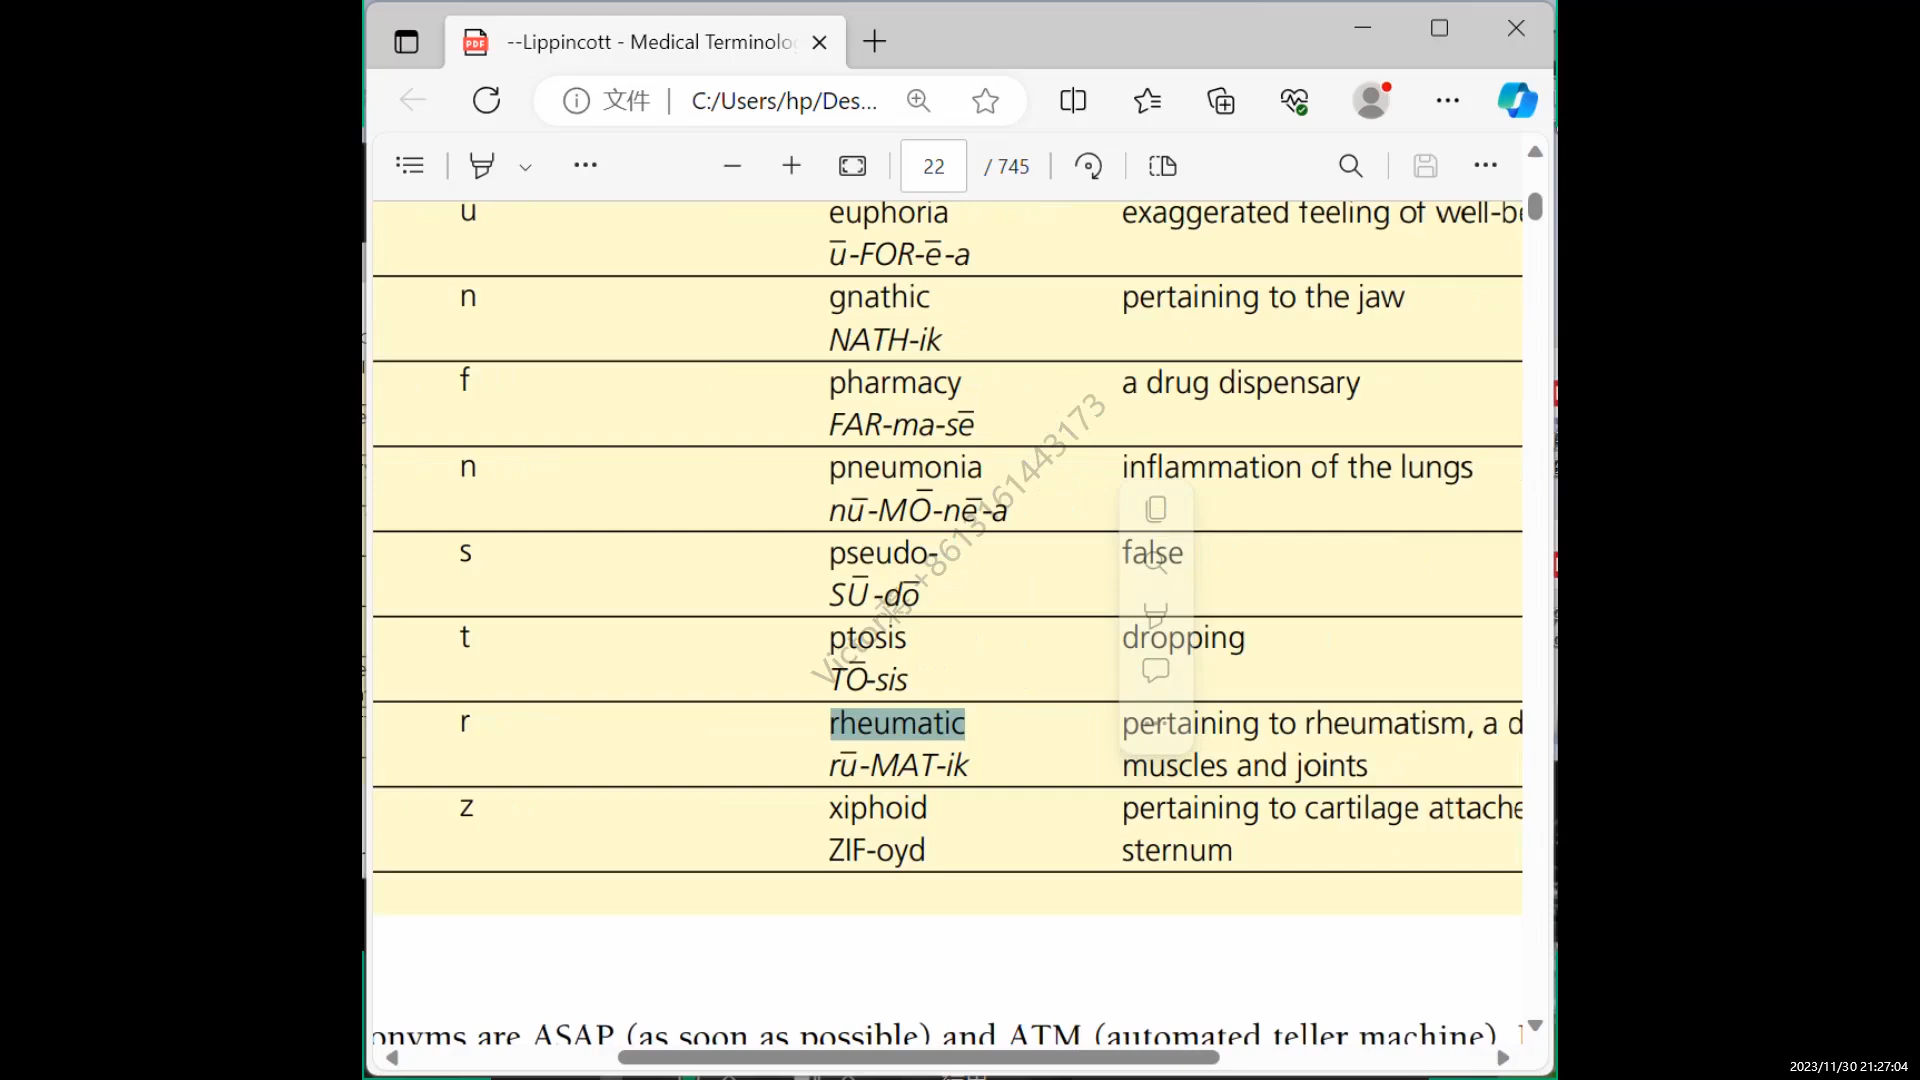 --Lippincott - Medical Terminolo
文件 | C:/Users/hp/Des...
22 / 745
u euphoria exaggerated feeling of well-be
ū-FOR-ē-a
n gnathic pertaining to the jaw
NATH-ik
f pharmacy a drug dispensary
FAR-ma-sē
n pneumonia inflammation of the lungs
nū-MŌ-nē-a
s pseudo- false
SŪ-dō
t ptosis dropping
TŌ-sis
r rheumatic pertaining to rheumatism, a d
rū-MAT-ik muscles and joints
z xiphoid pertaining to cartilage attache
ZIF-oyd sternum
onyms are ASAP (as soon as possible) and ATM (automated teller machine).
2023/11/30 21:27:04